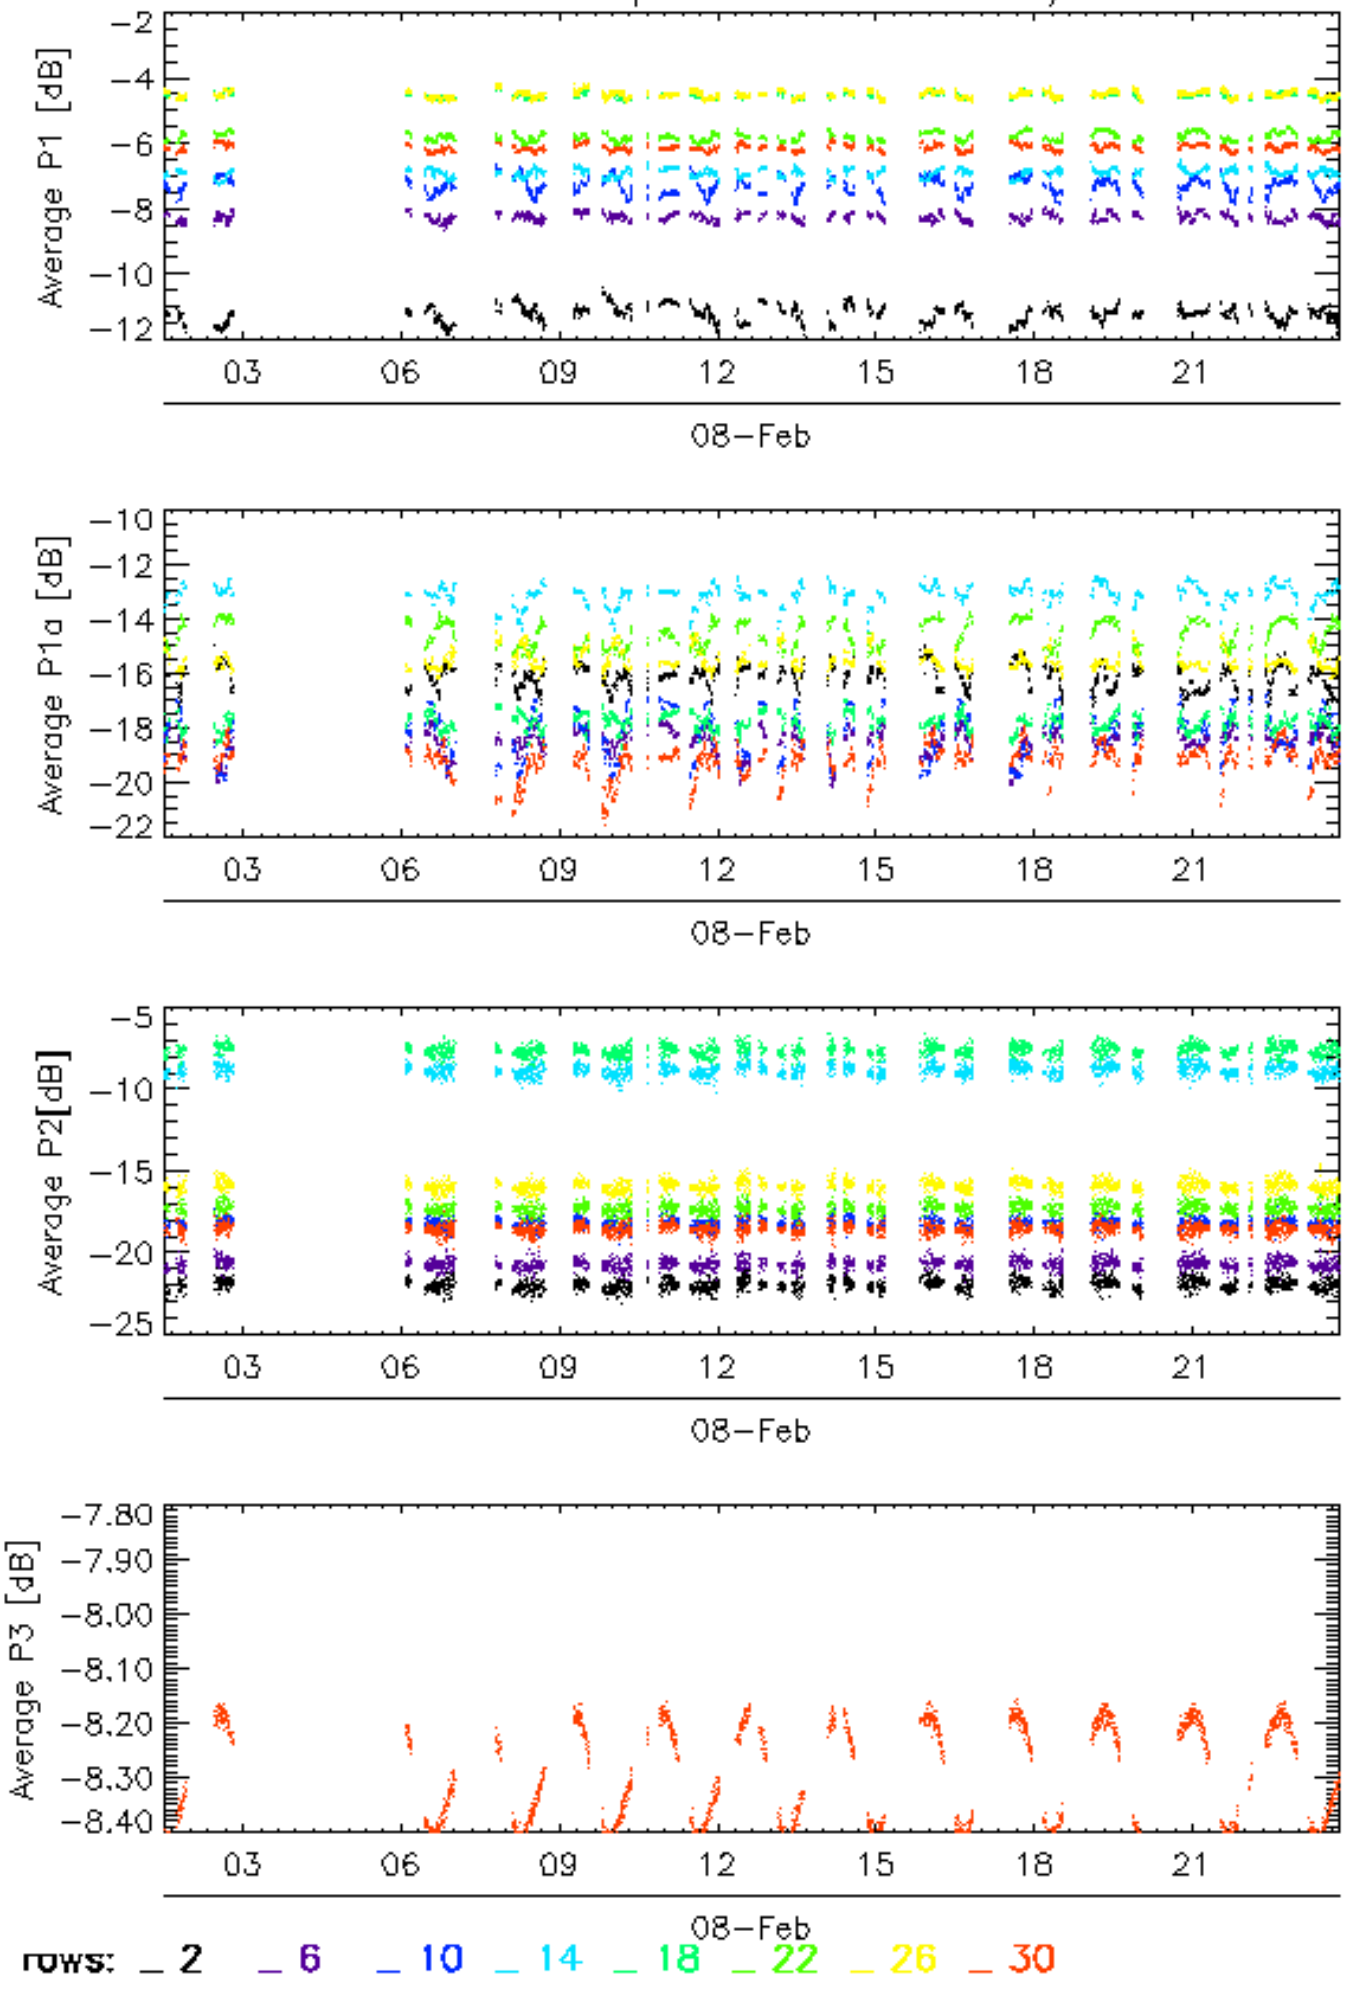 Average P1 [dB]
-2
-4
-6
-8
-10
-12
03 06 09 12 15 18 21
08-Feb
Average P1a [dB]
-10
-12
-14
-16
-18
-20
-22
03 06 09 12 15 18 21
08-Feb
Average P2[dB]
-5
-10
-15
-20
-25
03 06 09 12 15 18 21
08-Feb
Average P3 [dB]
-7.80
-7.90
-8.00
-8.10
-8.20
-8.30
-8.40
03 06 09 12 15 18 21
08-Feb
rows: _ 2 _ 6 _ 10 _ 14 _ 18 _ 22 _ 26 _ 30